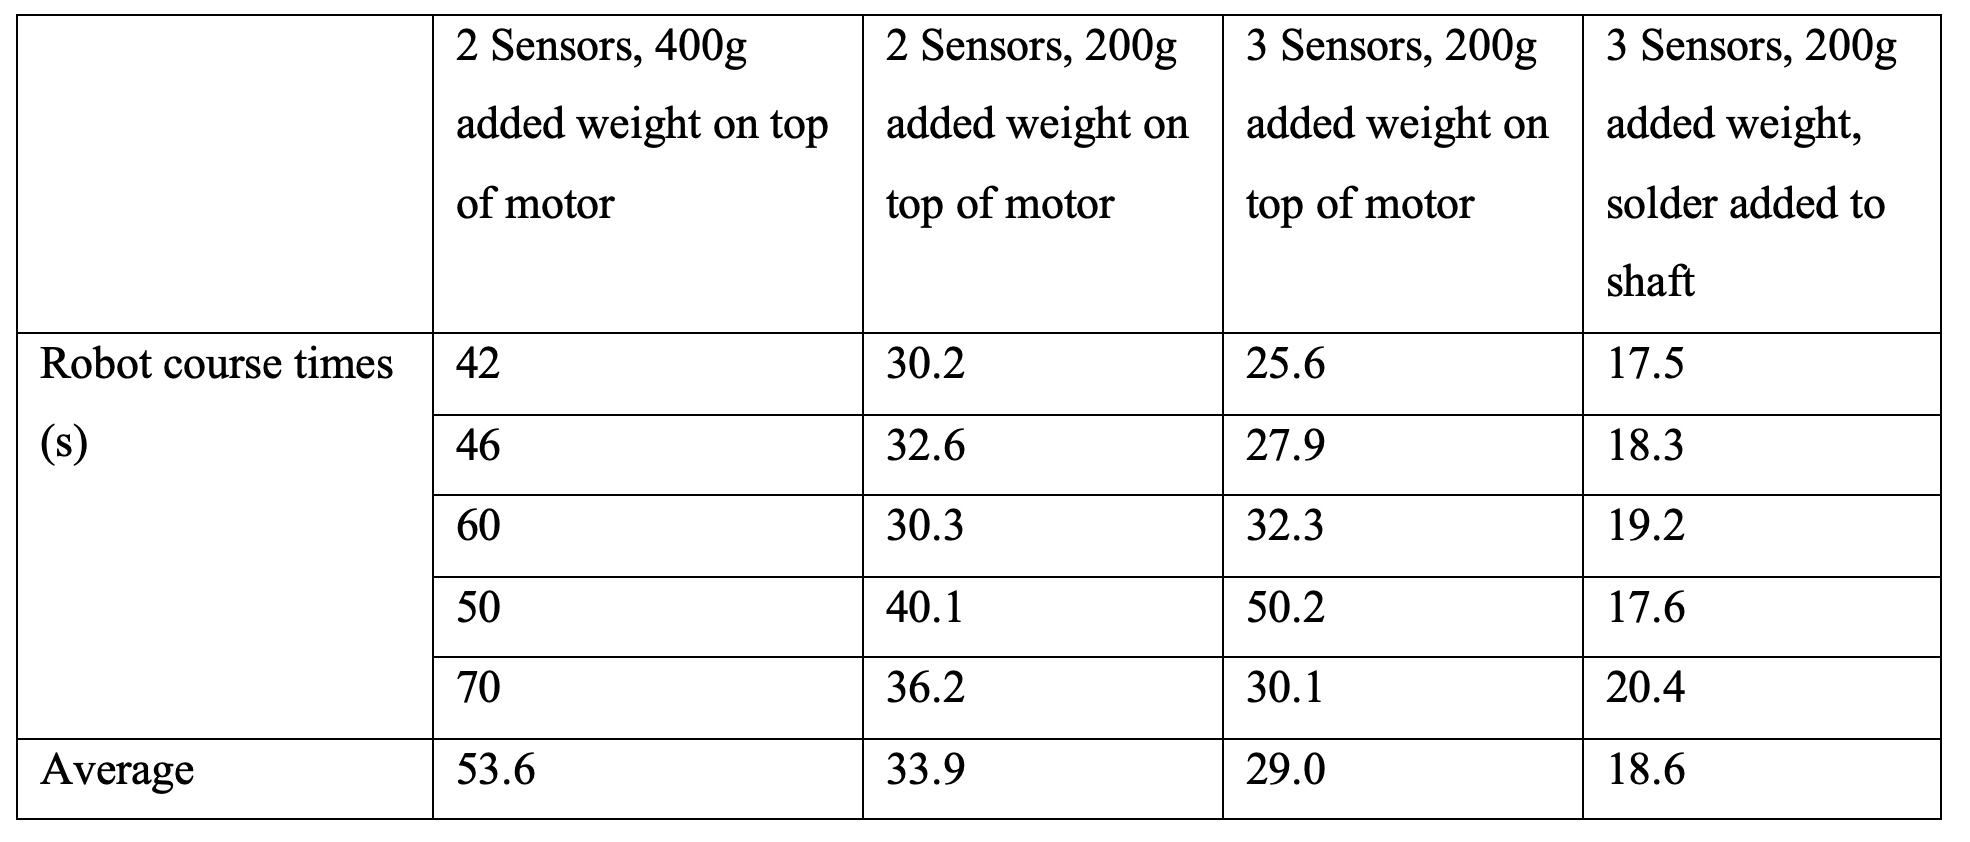 2 Sensors, 400g
added weight on top
of motor
2 Sensors, 200g
added weight on
top of motor
3 Sensors, 200g
added weight on
top of motor
3 Sensors, 200g
added weight,
solder added to
shaft
Robot course times
(s)
42
30.2
25.6
17.5
46
32.6
27.9
18.3
60
30.3
32.3
19.2
50
40.1
50.2
17.6
70
36.2
30.1
20.4
Average
53.6
33.9
29.0
18.6